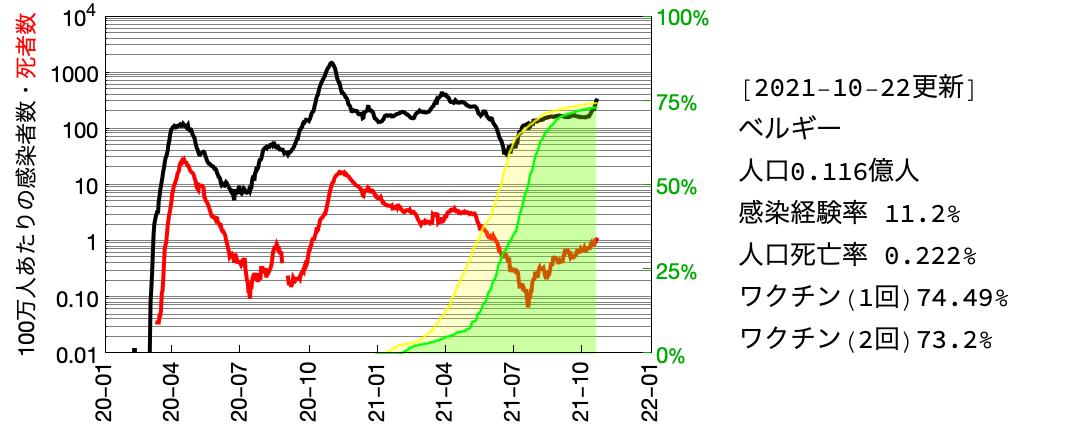 100万人あたりの感染者数・死者数
10^4
1000
100
10
1
0.10
0.01
100%
75%
50%
25%
0%
20-01
20-04
20-07
20-10
21-01
21-04
21-07
21-10
22-01
[2021-10-22更新]
ベルギー
人口0.116億人
感染経験率 11.2%
人口死亡率 0.222%
ワクチン(1回)74.49%
ワクチン(2回)73.2%